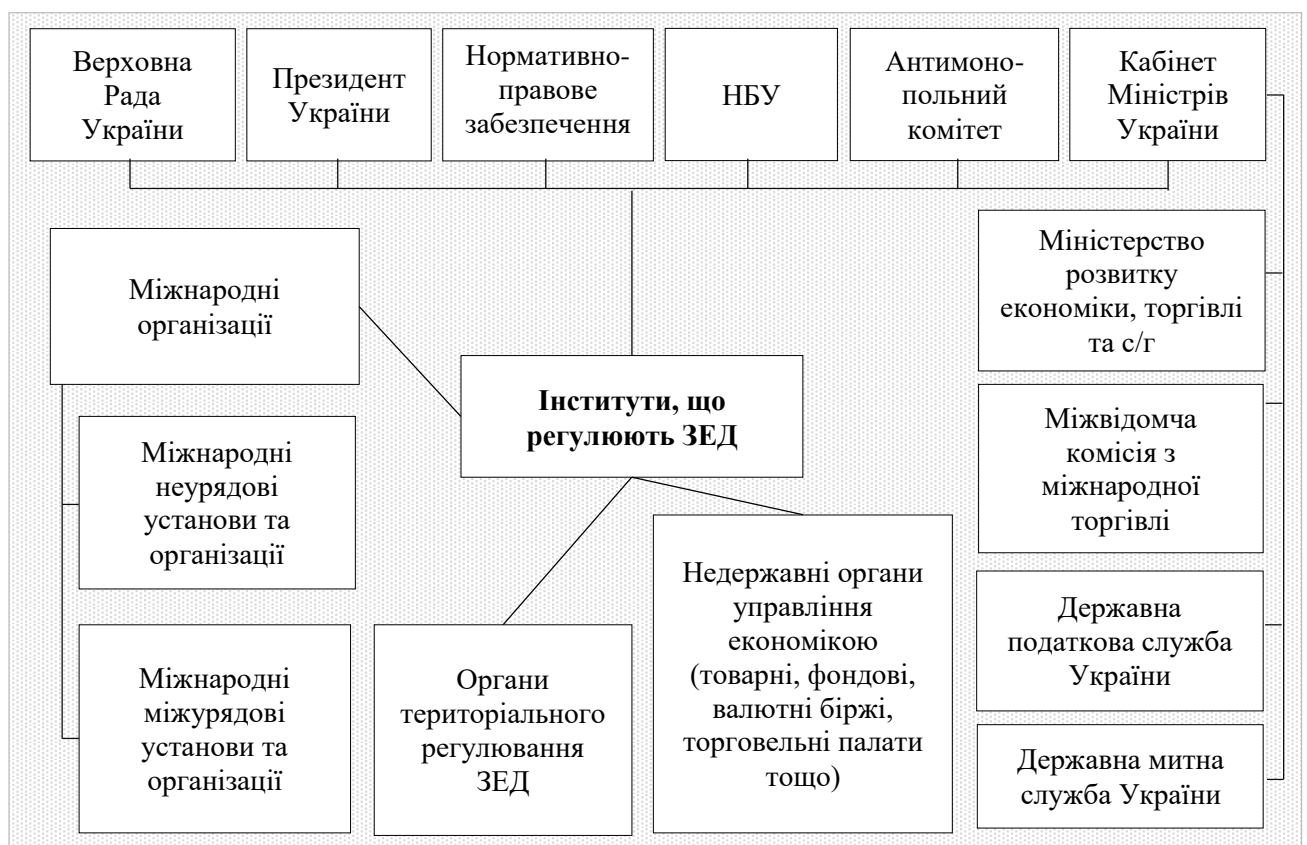 Верховна
Рада
України
Президент
України
Нормативно-
правове
забезпечення
НБУ
Антимоно-
польний
комітет
Кабінет
Міністрів
України
Міжнародні
організації
Міністерство
розвитку
економіки, торгівлі
та с/г
Інститути, що
регулюють ЗЕД
Міжнародні
неурядові
установи та
організації
Міжвідомча
комісія з
міжнародної
торгівлі
Міжнародні
міжурядові
установи та
організації
Органи
територіального
регулювання
ЗЕД
Недержавні органи
управління
економікою
(товарні, фондові,
валютні біржі,
торговельні палати
тощо)
Державна
податкова служба
України
Державна митна
служба України